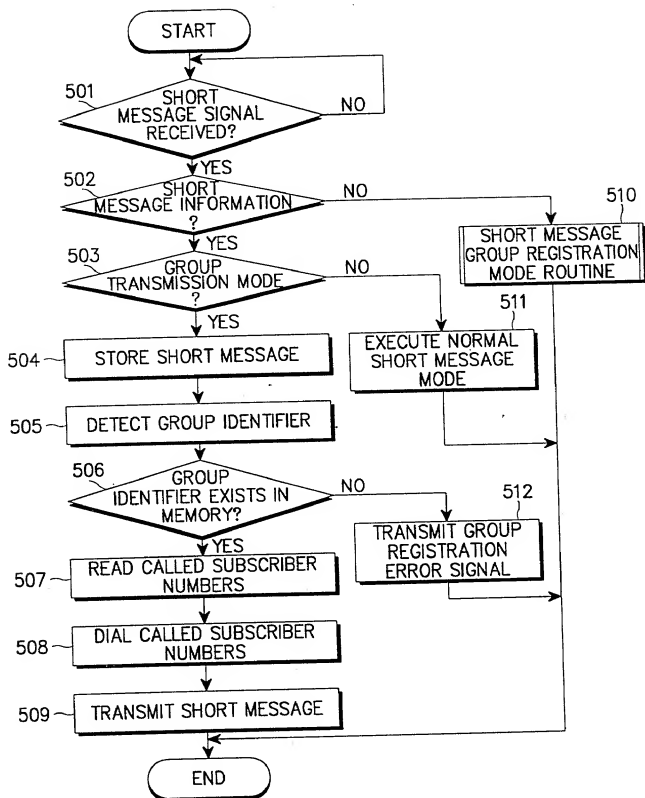 START
501
SHORT
MESSAGE SIGNAL
RECEIVED?
NO
YES
502
SHORT
MESSAGE INFORMATION
?
NO
YES
510
SHORT MESSAGE
GROUP REGISTRATION
MODE ROUTINE
503
GROUP
TRANSMISSION MODE
?
NO
YES
511
EXECUTE NORMAL
SHORT MESSAGE
MODE
504
STORE SHORT MESSAGE
505
DETECT GROUP IDENTIFIER
506
GROUP
IDENTIFIER EXISTS IN
MEMORY?
NO
YES
512
TRANSMIT GROUP
REGISTRATION
ERROR SIGNAL
507
READ CALLED SUBSCRIBER
NUMBERS
508
DIAL CALLED SUBSCRIBER
NUMBERS
509
TRANSMIT SHORT MESSAGE
END